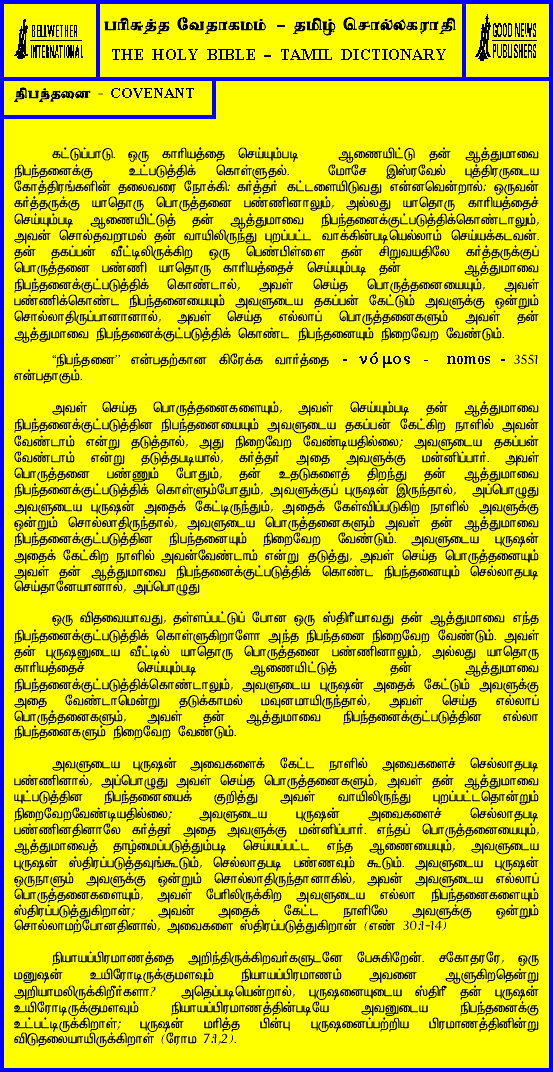 BELLWETHER
INTERNATIONAL
பரிசுத்த வேதாகமம் – தமிழ் சொல்லகராதி
THE HOLY BIBLE – TAMIL DICTIONARY
GOOD NEWS
PUBLISHERS
நிபந்தனை - COVENANT
கட்டுப்பாடு. ஒரு காரியத்தை செய்யும்படி ஆணையிட்டு தன் ஆத்துமாவை
நிபந்தனைக்கு உட்படுத்திக் கொள்ளுதல். மோசே இஸ்ரவேல் புத்திரருடைய
கோத்திரங்களின் தலைவரை நோக்கி: கர்த்தர் கட்டளையிடுவது என்னவென்றால்: ஒருவன்
கர்த்தருக்கு யாதொரு பொருத்தனை பண்ணினாலும், அல்லது யாதொரு காரியத்தைச்
செய்யும்படி ஆணையிட்டுத் தன் ஆத்துமாவை நிபந்தனைக்குட்படுத்திக்கொண்டாலும்,
அவன் சொல்தவறாமல் தன் வாயிலிருந்து புறப்பட்ட வாக்கின்படியெல்லாம் செய்யக்கடவன்.
தன் தகப்பன் வீட்டிலிருக்கிற ஒரு பெண்பிள்ளை தன் சிறுவயதிலே கர்த்தருக்குப்
பொருத்தனை பண்ணி யாதொரு காரியத்தைச் செய்யும்படி தன் ஆத்துமாவை
நிபந்தனைக்குட்படுத்திக் கொண்டால், அவள் செய்த பொருத்தனையையும், அவள்
பண்ணிக்கொண்ட நிபந்தனையையும் அவளுடைய தகப்பன் கேட்டும் அவளுக்கு ஒன்றும்
சொல்லாதிருப்பானானால், அவள் செய்த எல்லாப் பொருத்தனைகளும் அவள் தன்
ஆத்துமாவை நிபந்தனைக்குட்படுத்திக் கொண்ட நிபந்தனையும் நிறைவேற வேண்டும்.
“நிபந்தனை” என்பதற்கான கிரேக்க வார்த்தை - νόμος - nomos - 3551
என்பதாகும்.
அவள் செய்த பொருத்தனைகளையும், அவள் செய்யும்படி தன் ஆத்துமாவை
நிபந்தனைக்குட்படுத்தின நிபந்தனையையும் அவளுடைய தகப்பன் கேட்கிற நாளில் அவன்
வேண்டாம் என்று தடுத்தால், அது நிறைவேற வேண்டியதில்லை; அவளுடைய தகப்பன்
வேண்டாம் என்று தடுத்தபடியால், கர்த்தர் அதை அவளுக்கு மன்னிப்பார். அவள்
பொருத்தனை பண்ணும் போதும், தன் உதடுகளைத் திறந்து தன் ஆத்துமாவை
நிபந்தனைக்குட்படுத்திக் கொள்ளும்போதும், அவளுக்குப் புருஷன் இருந்தால், அப்பொழுது
அவளுடைய புருஷன் அதைக் கேட்டிருந்தும், அதைக் கேள்விப்படுகிற நாளில் அவளுக்கு
ஒன்றும் சொல்லாதிருந்தால், அவளுடைய பொருத்தனைகளும் அவள் தன் ஆத்துமாவை
நிபந்தனைக்குட்படுத்தின நிபந்தனையும் நிறைவேற வேண்டும். அவளுடைய புருஷன்
அதைக் கேட்கிற நாளில் அவன்வேண்டாம் என்று தடுத்து, அவள் செய்த பொருத்தனையும்
அவள் தன் ஆத்துமாவை நிபந்தனைக்குட்படுத்திக் கொண்ட நிபந்தனையும் செல்லாதபடி
செய்தானேயானால், அப்பொழுது
ஒரு விதவையாவது, தள்ளப்பட்டுப் போன ஒரு ஸ்திரீயாவது தன் ஆத்துமாவை எந்த
நிபந்தனைக்குட்படுத்திக் கொள்ளுகிறாளோ அந்த நிபந்தனை நிறைவேற வேண்டும். அவள்
தன் புருஷனுடைய வீட்டில் யாதொரு பொருத்தனை பண்ணினாலும், அல்லது யாதொரு
காரியத்தைச் செய்யும்படி ஆணையிட்டுத் தன் ஆத்துமாவை
நிபந்தனைக்குட்படுத்திக்கொண்டாலும், அவளுடைய புருஷன் அதைக் கேட்டும் அவளுக்கு
அதை வேண்டாமென்று தடுக்காமல் மவுனமாயிருந்தால், அவள் செய்த எல்லாப்
பொருத்தனைகளும், அவள் தன் ஆத்துமாவை நிபந்தனைக்குட்படுத்தின எல்லா
நிபந்தனைகளும் நிறைவேற வேண்டும்.
அவளுடைய புருஷன் அவைகளைக் கேட்ட நாளில் அவைகளைச் செல்லாதபடி
பண்ணினால், அப்பொழுது அவள் செய்த பொருத்தனைகளும், அவள் தன் ஆத்துமாவை
யுட்படுத்தின நிபந்தனையைக் குறித்து அவள் வாயிலிருந்து புறப்பட்டதொன்றும்
நிறைவேறவேண்டியதில்லை; அவளுடைய புருஷன் அவைகளைச் செல்லாதபடி
பண்ணினதினாலே கர்த்தர் அதை அவளுக்கு மன்னிப்பார். எந்தப் பொருத்தனையையும்,
ஆத்துமாவைத் தாழ்மைப்படுத்தும்படி செய்யப்பட்ட எந்த ஆணையையும், அவளுடைய
புருஷன் ஸ்திரப்படுத்தவுங்கூடும், செல்லாதபடி பண்ணவும் கூடும். அவளுடைய புருஷன்
ஒருநாளும் அவளுக்கு ஒன்றும் சொல்லாதிருந்தானாகில், அவன் அவளுடைய எல்லாப்
பொருத்தனைகளையும், அவள் பேரிலிருக்கிற அவளுடைய எல்லா நிபந்தனைகளையும்
ஸ்திரப்படுத்துகிறான்; அவன் அதைக் கேட்ட நாளிலே அவளுக்கு ஒன்றும்
சொல்லாமற்போனதினால், அவைகளை ஸ்திரப்படுத்துகிறான் (எண் 30:1-14)
நியாயப்பிரமாணத்தை அறிந்திருக்கிறவர்களுடனே பேசுகிறேன். சகோதரரே, ஒரு
மனுஷன் உயிரோடிருக்குமளவும் நியாயப்பிரமாணம் அவனை ஆளுகிறதென்று
அறியாமலிருக்கிறீர்களா? அதெப்படியென்றால், புருஷனையுடைய ஸ்திரீ தன் புருஷன்
உயிரோடிருக்குமளவும் நியாயப்பிரமாணத்தின்படியே அவனுடைய நிபந்தனைக்கு
உட்பட்டிருக்கிறாள்; புருஷன் மரித்த பின்பு புருஷனைப்பற்றிய பிரமாணத்தினின்று
விடுதலையாயிருக்கிறாள் (ரோம 7:1,2).